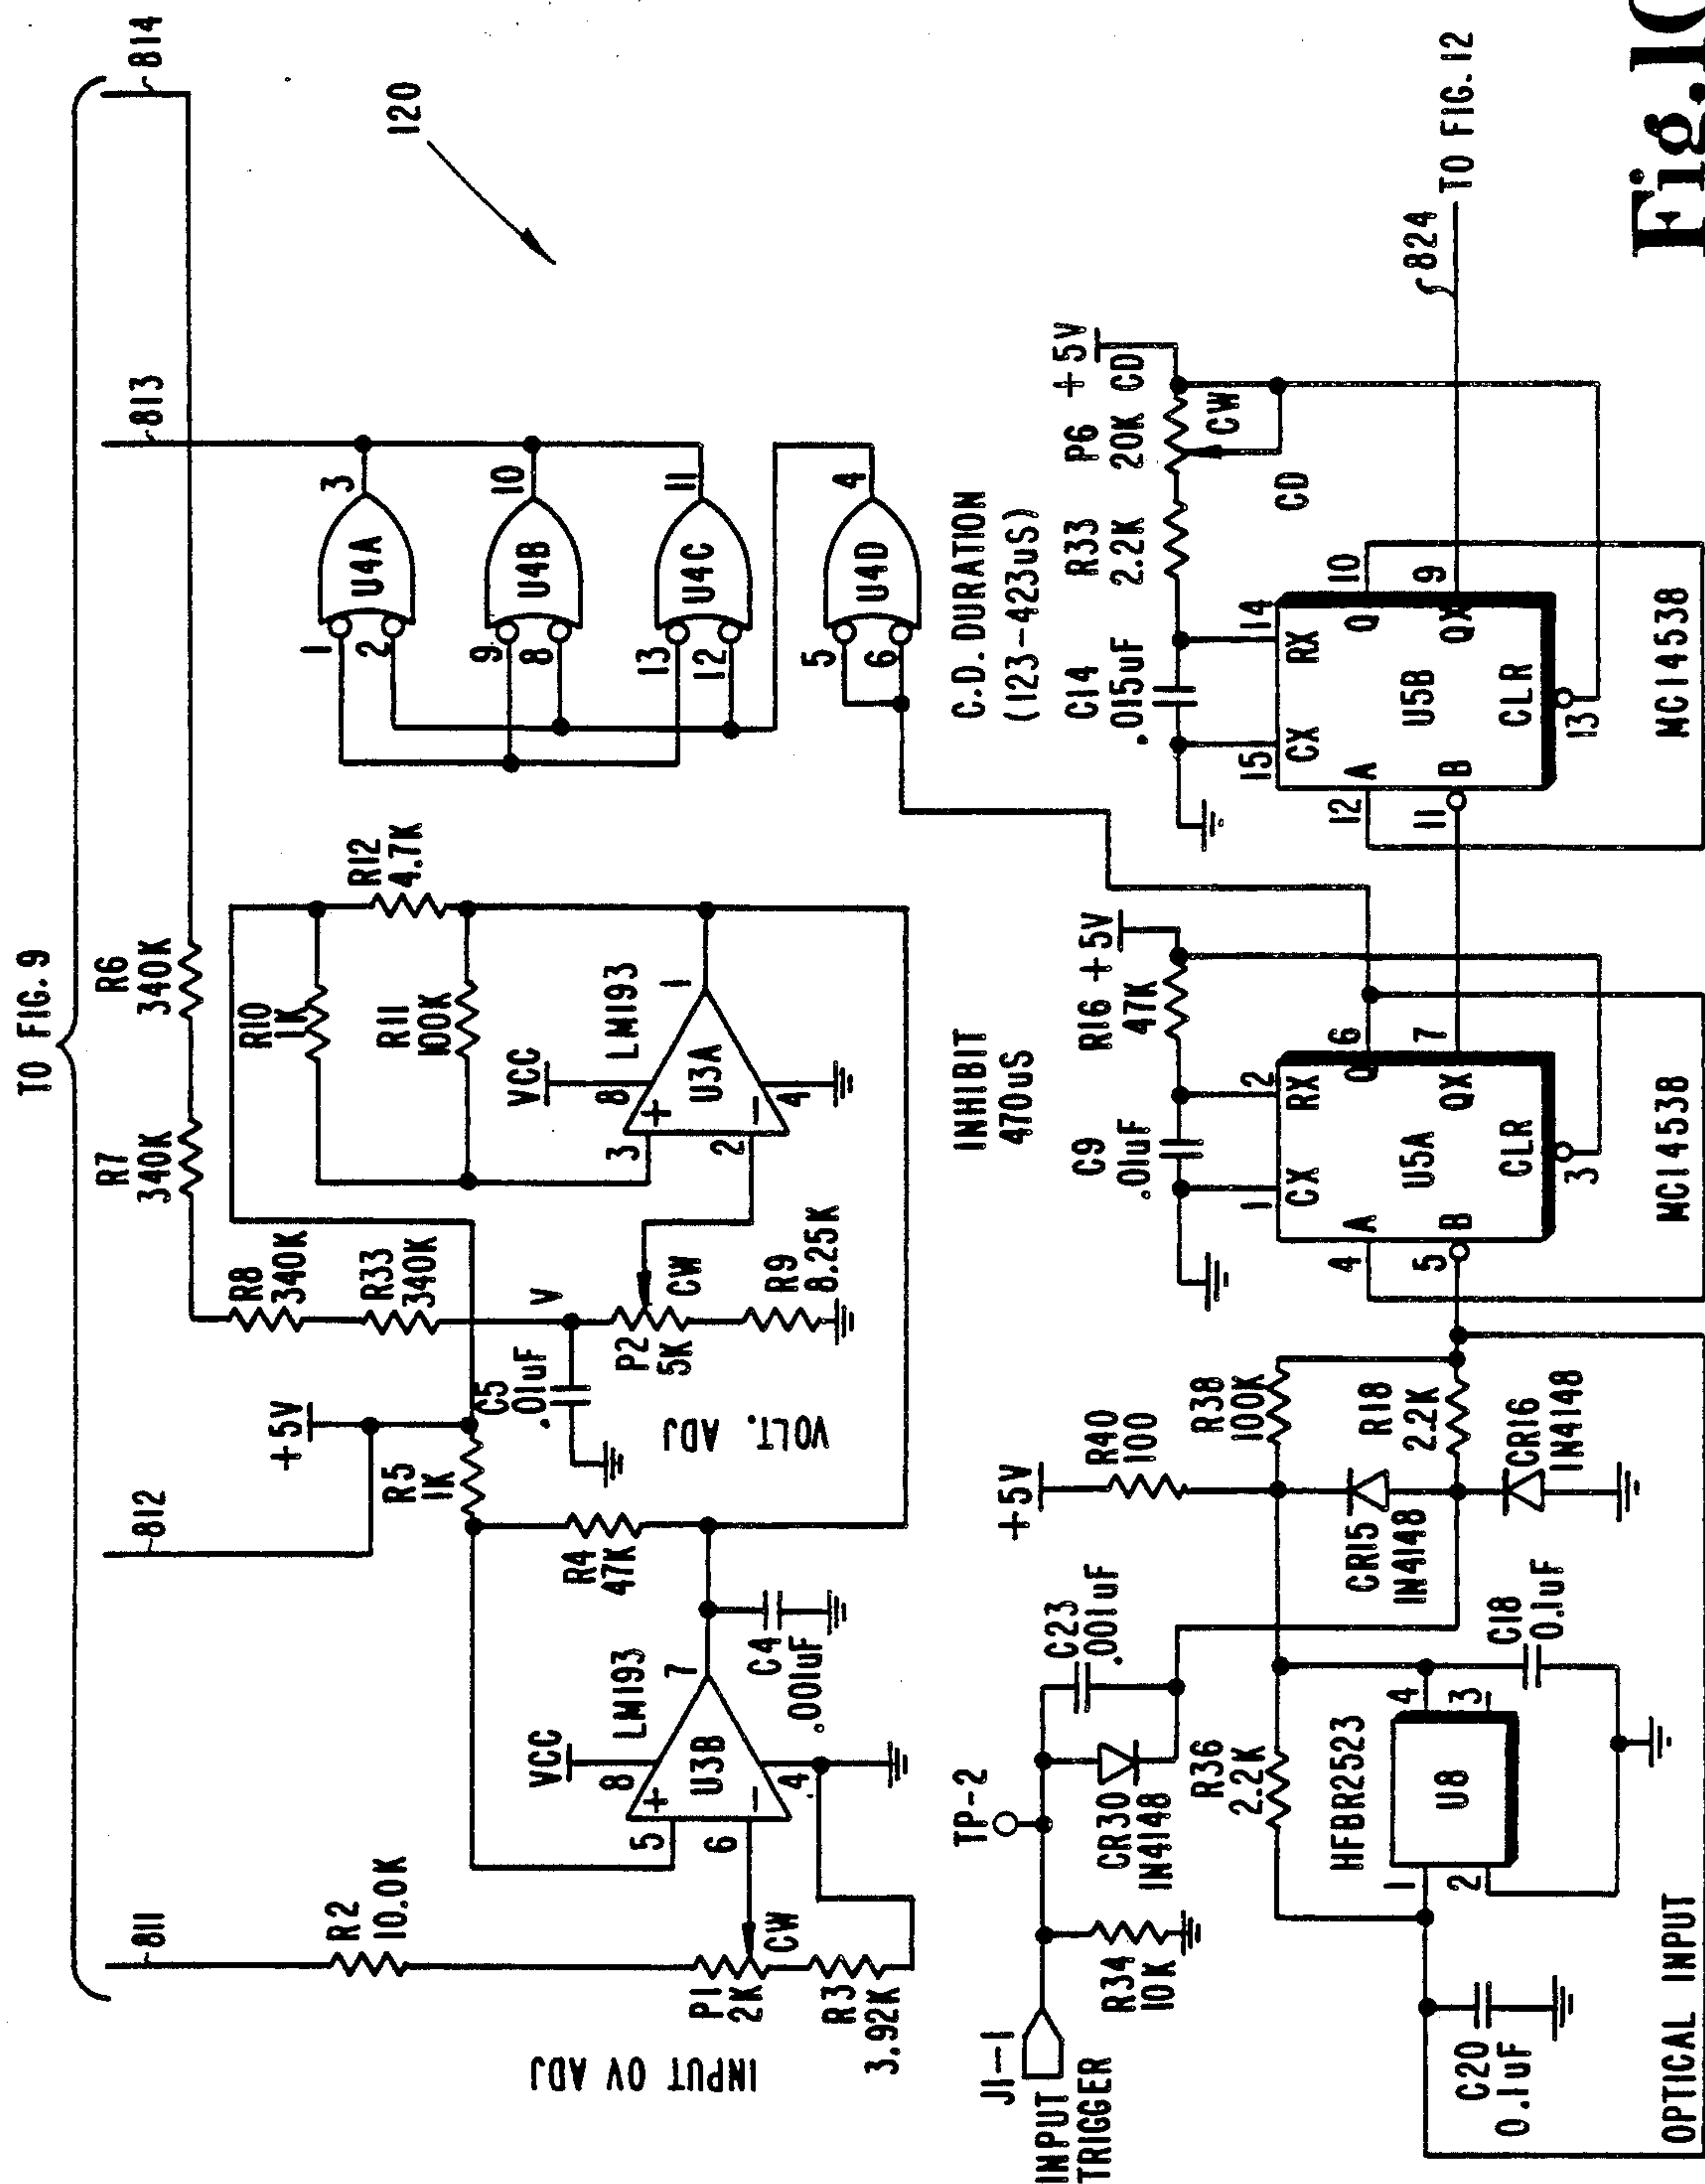 TO FIG. 9
811
812
813
814
120
R2
10.0K
P1
2K
CW
R3
3.92K
INPUT OV ADJ
VCC
8
LM193
5
+
6
−
U3B
7
4
C4
.001uF
R4
47K
R5
1K
+5V
R8
340K
R33
340K
R7
340K
R6
340K
V
C5
.01uF
P2
5K
CW
R9
8.25K
VOLT. ADJ
R10
1K
R11
100K
R12
4.7K
VCC
8
LM193
3
+
2
−
U3A
1
4
1
2
U4A
3
9
8
U4B
10
13
12
U4C
11
5
6
U4D
4
J1-1
INPUT
TRIGGER
TP-2
R34
10K
CR30
1N4148
C23
.001uF
+5V
R40
100
R38
100K
R18
2.2K
CR15
1N4148
CR16
1N4148
R36
2.2K
HFBR2523
1
2
U8
4
3
C18
0.1uF
C20
0.1uF
OPTICAL INPUT
INHIBIT
470uS
C9
.01uF
R16
47K
+5V
1
CX
2
RX
4
A
5
B
U5A
Q
6
QX
7
CLR
3
MC14538
C.D. DURATION
(123-423uS)
C14
.015uF
R33
2.2K
P6
20K
+5V
CD
CW
CD
15
CX
14
RX
12
A
11
B
U5B
Q
10
QX
9
CLR
13
MC14538
824
TO FIG. 12